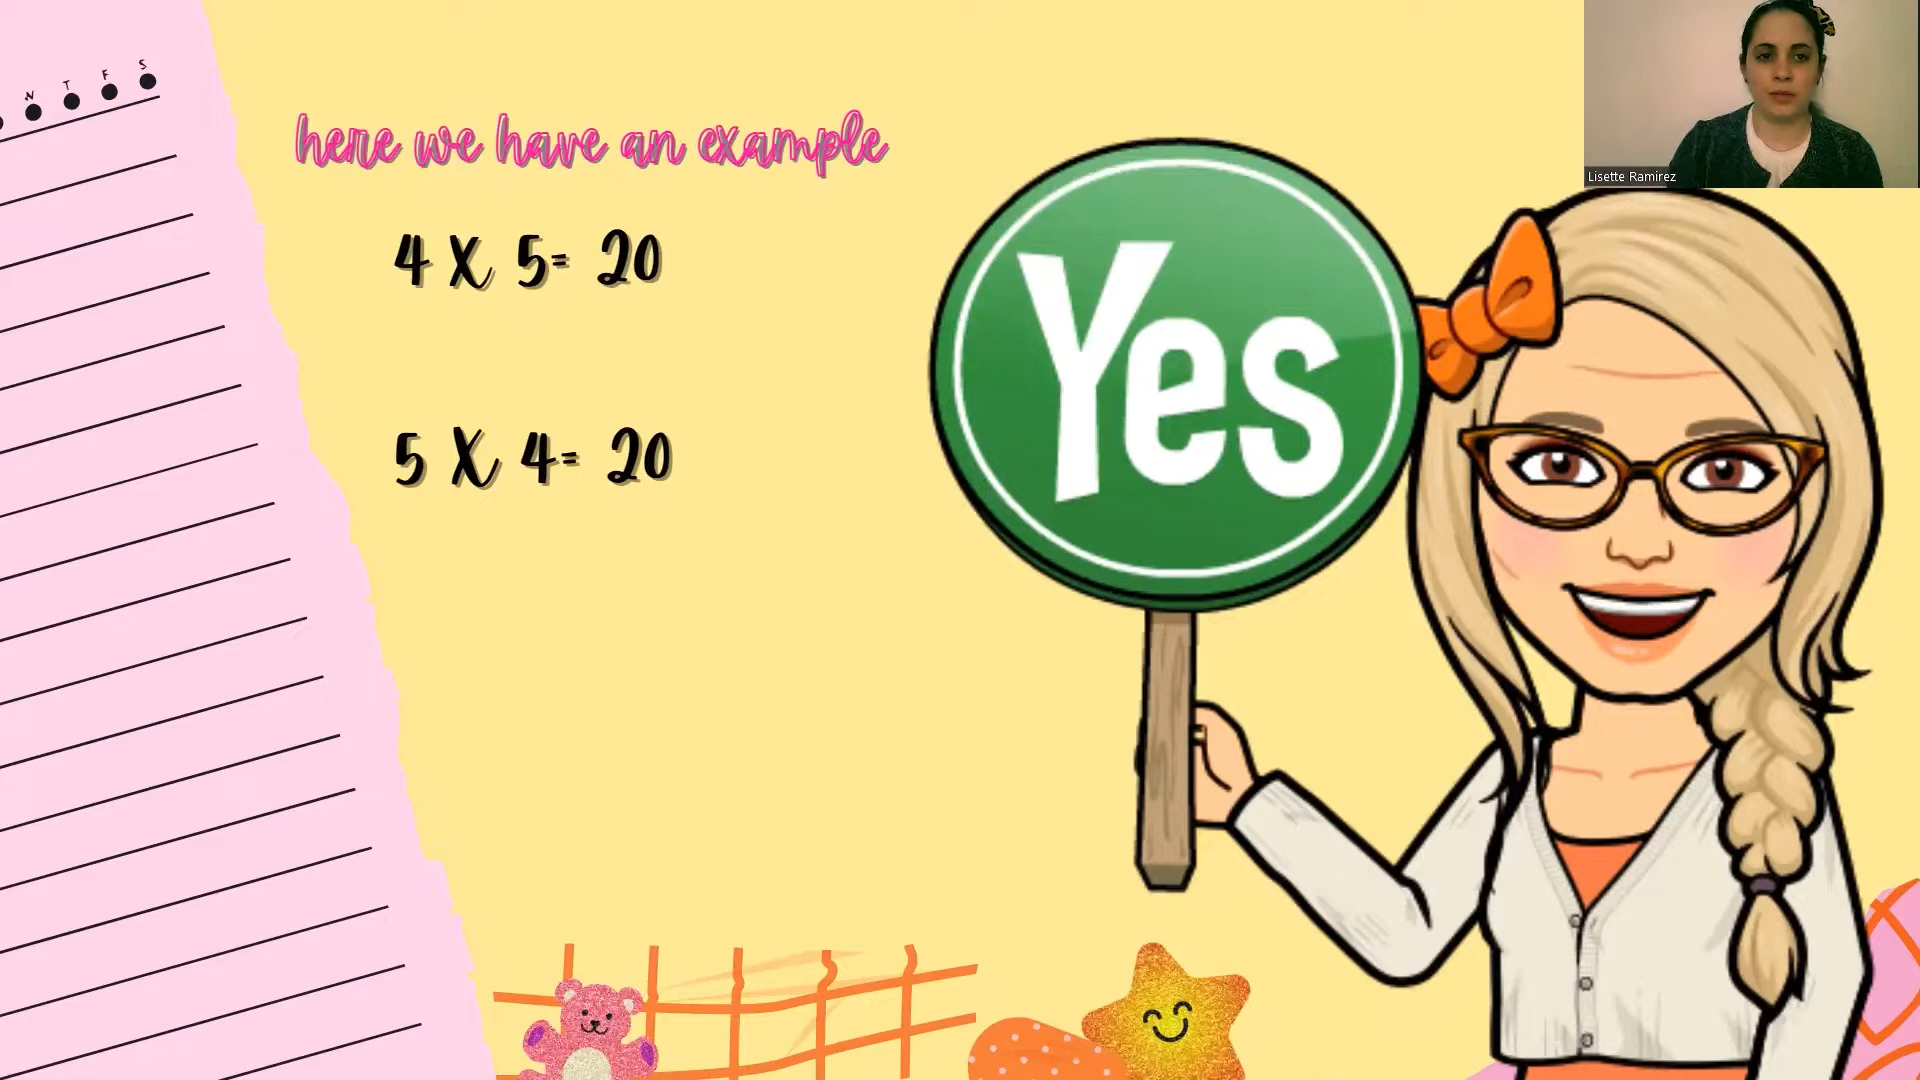 W T F S
here we have an example
4 X 5= 20
5 X 4= 20
Yes
Lisette Ramirez